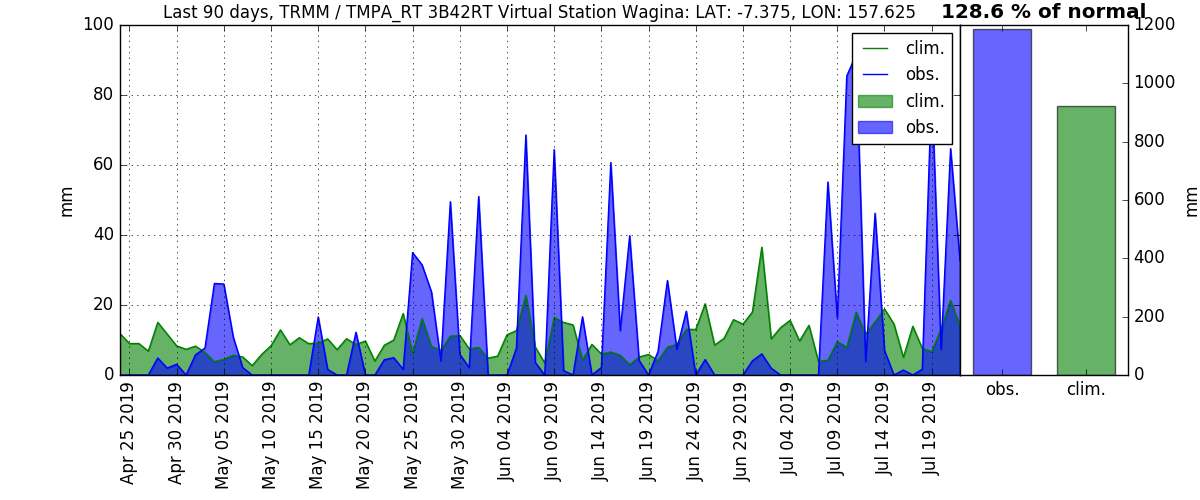 Last 90 days, TRMM / TMPA_RT 3B42RT Virtual Station Wagina: LAT: -7.375, LON: 157.625
128.6 % of normal
100
80
60
40
20
0
mm
clim.
obs.
clim.
obs.
1200
1000
800
600
400
200
0
mm
obs.
clim.
Apr 25 2019
Apr 30 2019
May 05 2019
May 10 2019
May 15 2019
May 20 2019
May 25 2019
May 30 2019
Jun 04 2019
Jun 09 2019
Jun 14 2019
Jun 19 2019
Jun 24 2019
Jun 29 2019
Jul 04 2019
Jul 09 2019
Jul 14 2019
Jul 19 2019